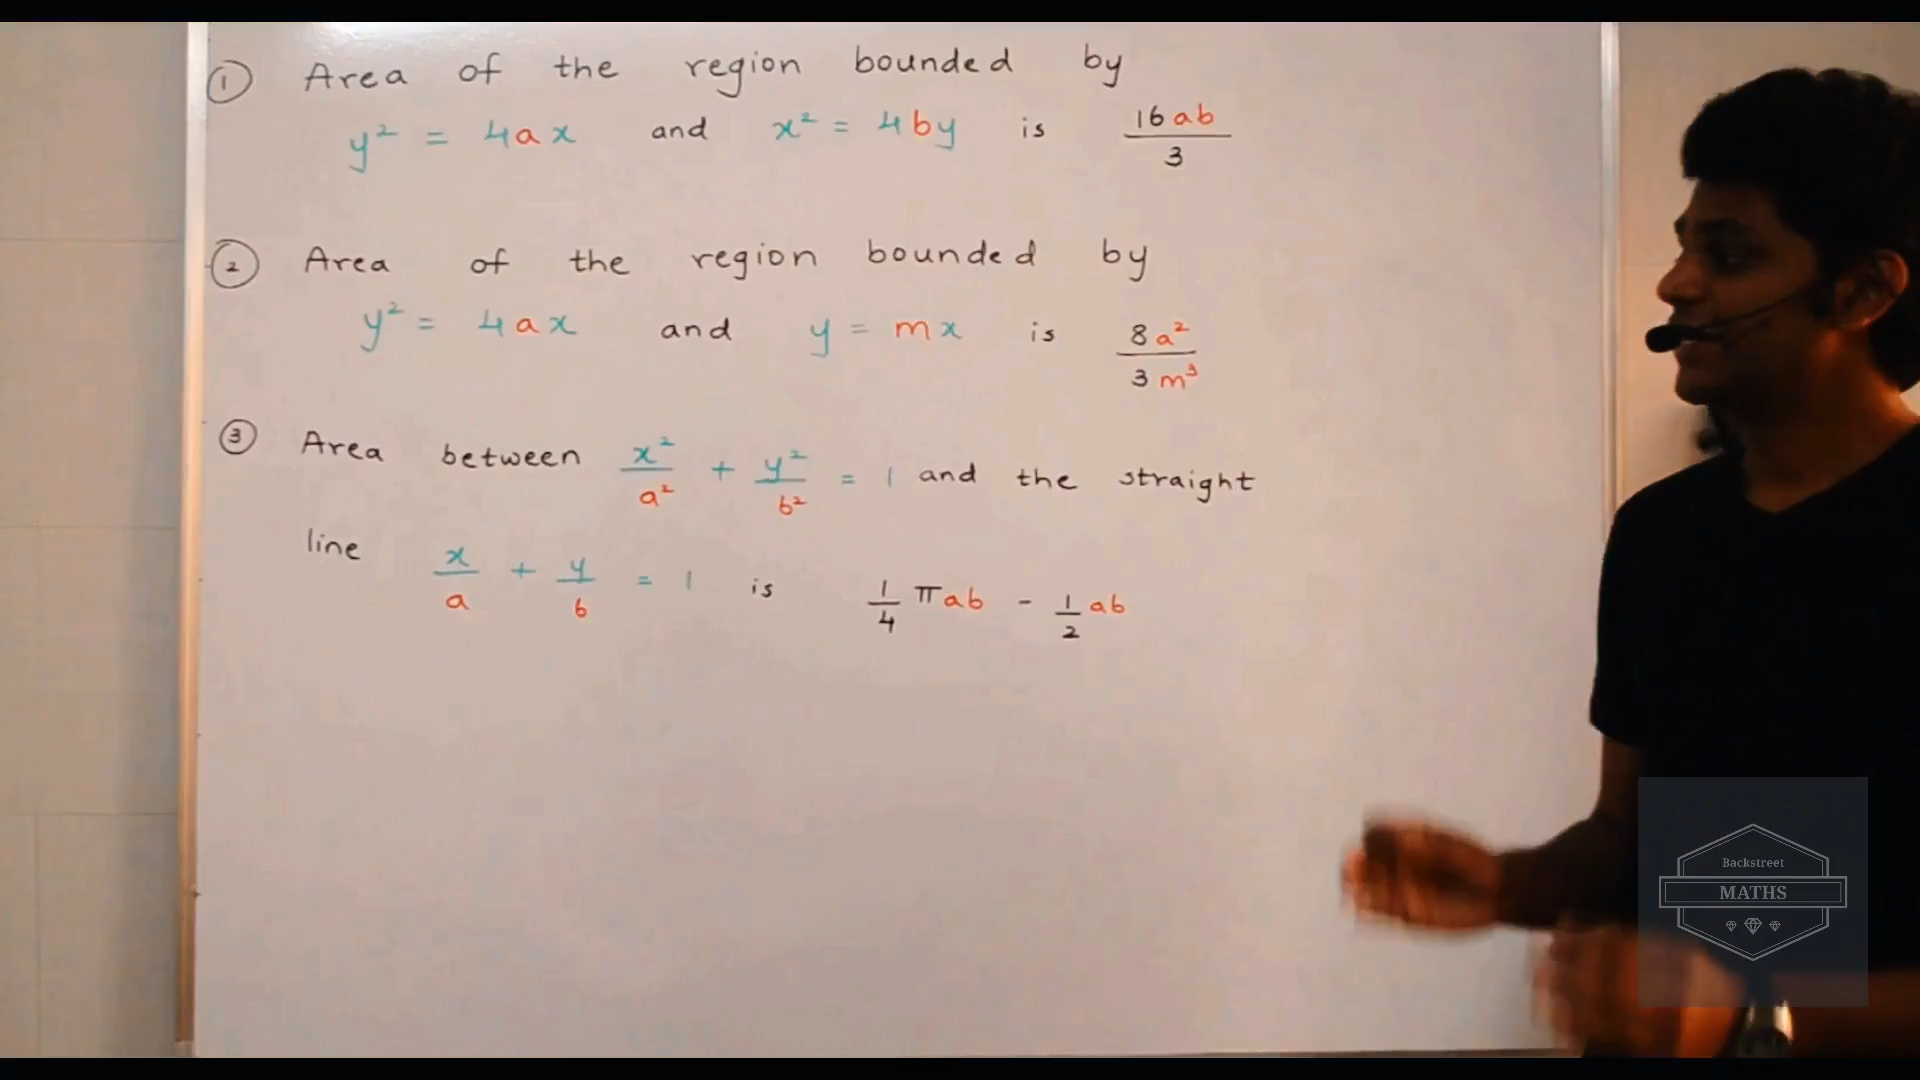 ① Area of the region bounded by
y² = 4ax and x² = 4by is 16ab/3
② Area of the region bounded by
y² = 4ax and y = mx is 8a²/3m³
③ Area between x²/a² + y²/b² = 1 and the straight
line x/a + y/b = 1 is 1/4 πab - 1/2 ab
Backstreet
MATHS